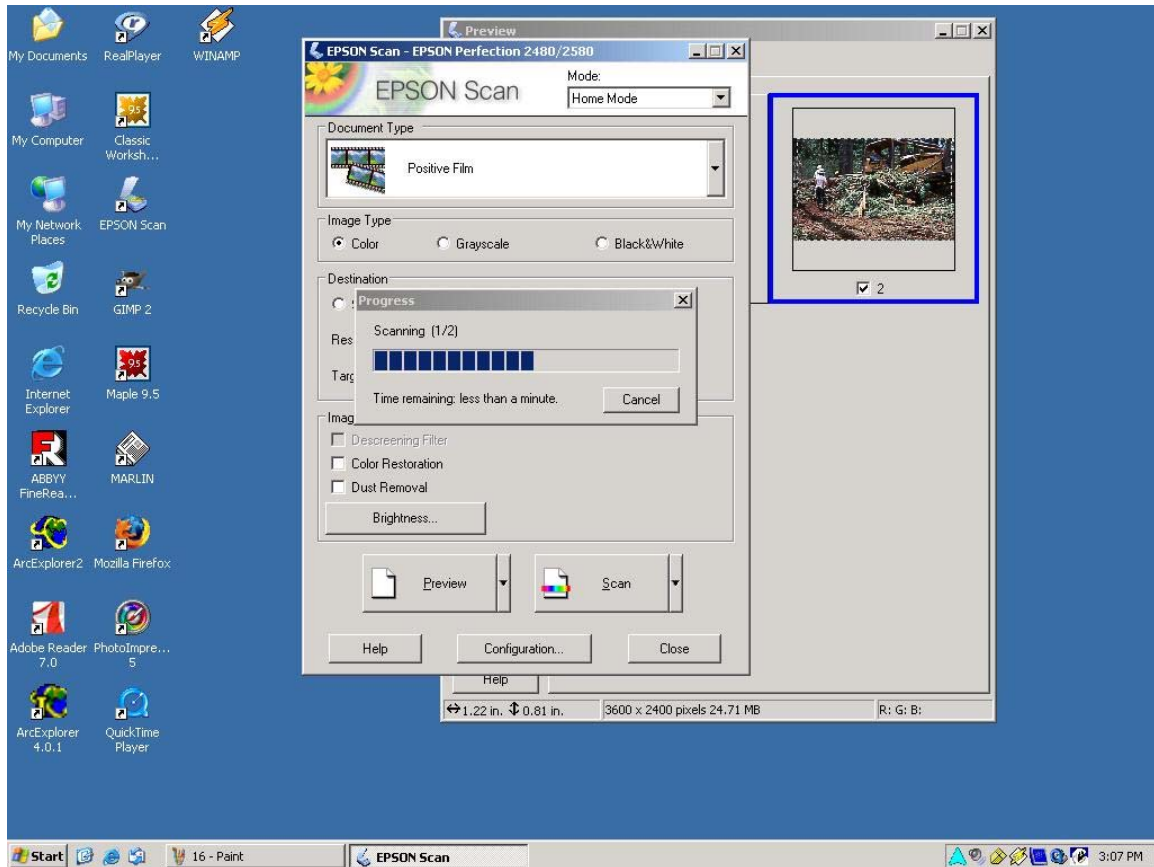 My Documents
RealPlayer
WINAMP
My Computer
Classic
Worksh...
My Network
Places
EPSON Scan
Recycle Bin
GIMP 2
Internet
Explorer
Maple 9.5
ABBYY
FineRea...
MARLIN
ArcExplorer2
Mozilla Firefox
Adobe Reader
7.0
PhotoImpre...
5
ArcExplorer
4.0.1
QuickTime
Player
Preview
EPSON Scan - EPSON Perfection 2480/2580
EPSON Scan
Mode:
Home Mode
Document Type
Positive Film
Image Type
Color
Grayscale
Black&White
Destination
Res
Targ
Progress
Scanning (1/2)
Time remaining: less than a minute.
Cancel
Imag
Descreening Filter
Color Restoration
Dust Removal
Brightness...
Preview
Scan
Help
Configuration...
Close
2
Help
1.22 in. 0.81 in.
3600 x 2400 pixels 24.71 MB
R: G: B:
Start
16 - Paint
EPSON Scan
3:07 PM